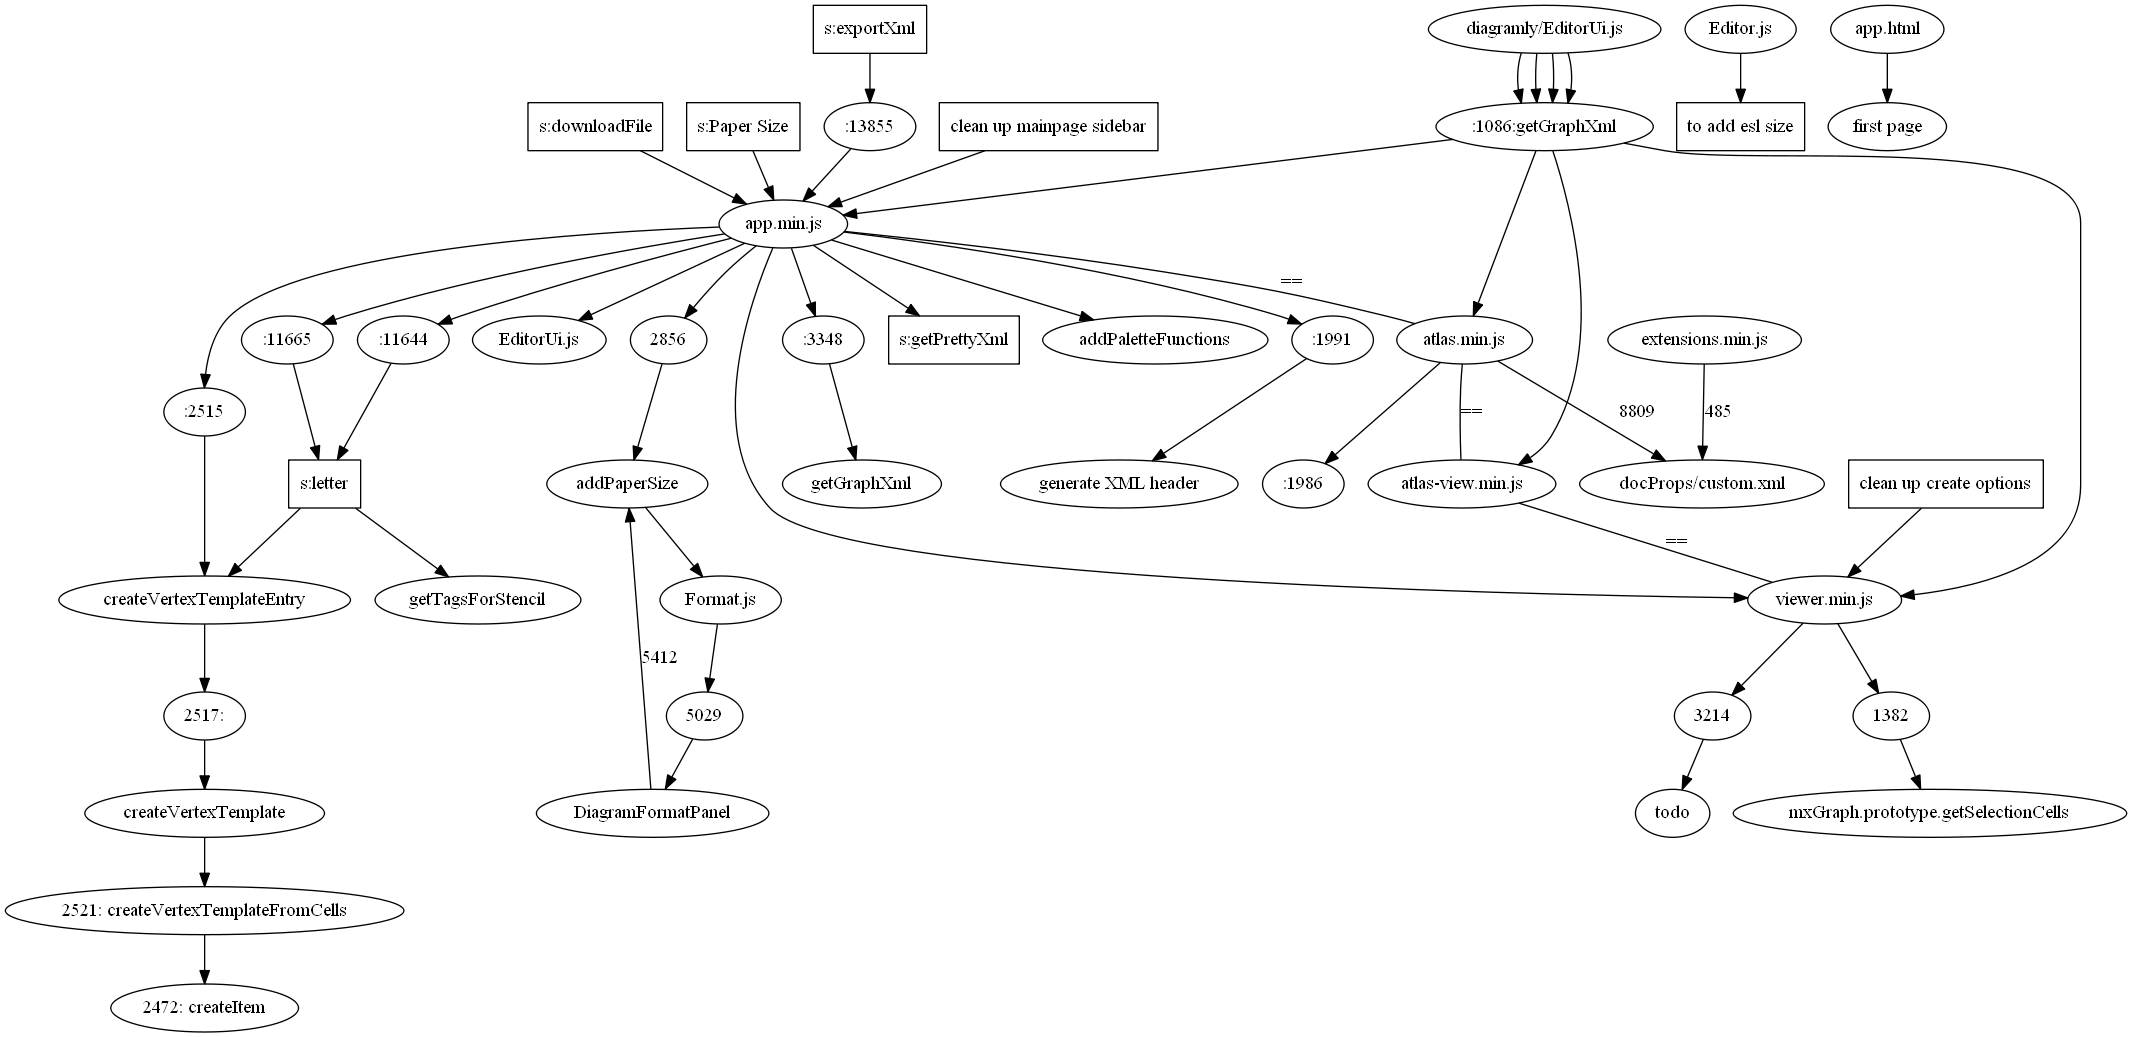 s:exportXml
diagramly/EditorUi.js
Editor.js
app.html
s:downloadFile
s:Paper Size
:13855
clean up mainpage sidebar
:1086:getGraphXml
to add esl size
first page
app.min.js
==
:11665
:11644
EditorUi.js
2856
:3348
s:getPrettyXml
addPaletteFunctions
:1991
atlas.min.js
extensions.min.js
:2515
==
8809
485
s:letter
addPaperSize
getGraphXml
generate XML header
:1986
atlas-view.min.js
docProps/custom.xml
clean up create options
==
createVertexTemplateEntry
getTagsForStencil
Format.js
viewer.min.js
5412
2517:
5029
3214
1382
createVertexTemplate
DiagramFormatPanel
todo
mxGraph.prototype.getSelectionCells
2521: createVertexTemplateFromCells
2472: createItem